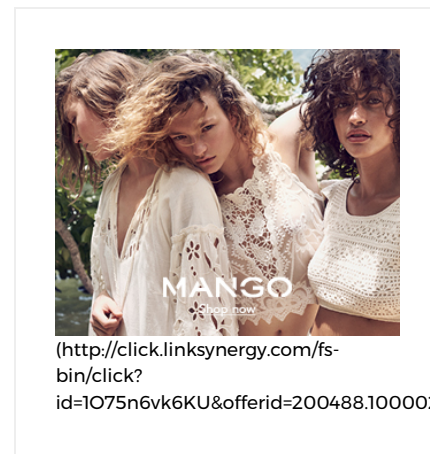 MANGO
Shop now
(http://click.linksynergy.com/fs-
bin/click?
id=1O75n6vk6KU&offerid=200488.10000